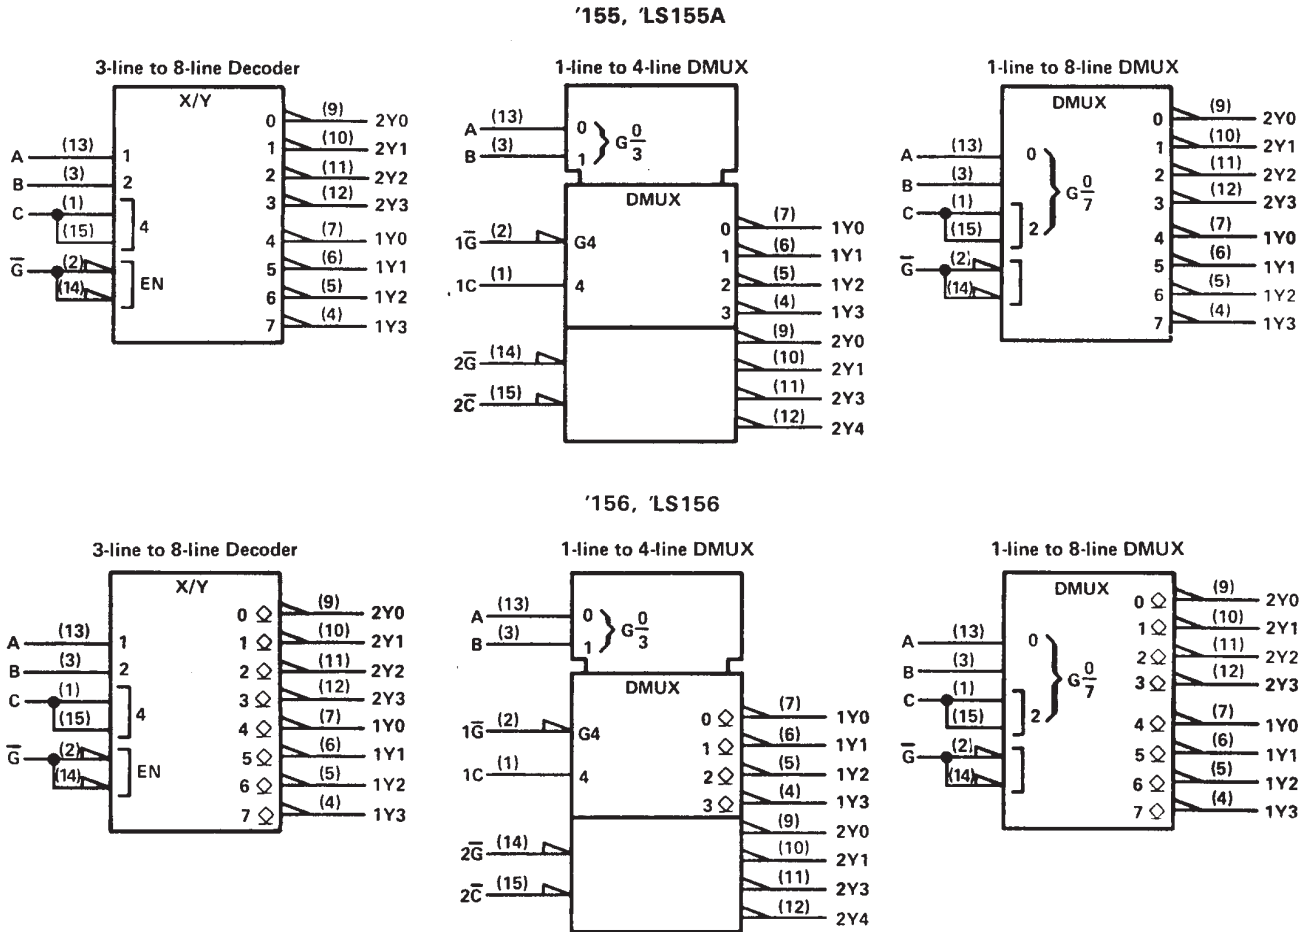 '155, 'LS155A
3-line to 8-line Decoder
X/Y
A (13) 1
B (3) 2
C (1)
(15) 4
G̅ (2)
(14) EN
0 (9) 2Y0
1 (10) 2Y1
2 (11) 2Y2
3 (12) 2Y3
4 (7) 1Y0
5 (6) 1Y1
6 (5) 1Y2
7 (4) 1Y3
1-line to 4-line DMUX
A (13) 0
B (3) 1
G 0/3
DMUX
1G̅ (2) G4
1C (1) 4
2G̅ (14)
2C̅ (15)
0 (7) 1Y0
1 (6) 1Y1
2 (5) 1Y2
3 (4) 1Y3
(9) 2Y0
(10) 2Y1
(11) 2Y3
(12) 2Y4
1-line to 8-line DMUX
DMUX
A (13) 0
B (3)
C (1)
(15) 2
G 0/7
G̅ (2)
(14)
0 (9) 2Y0
1 (10) 2Y1
2 (11) 2Y2
3 (12) 2Y3
4 (7) 1Y0
5 (6) 1Y1
6 (5) 1Y2
7 (4) 1Y3
'156, 'LS156
3-line to 8-line Decoder
X/Y
A (13) 1
B (3) 2
C (1)
(15) 4
G̅ (2)
(14) EN
0 (9) 2Y0
1 (10) 2Y1
2 (11) 2Y2
3 (12) 2Y3
4 (7) 1Y0
5 (6) 1Y1
6 (5) 1Y2
7 (4) 1Y3
1-line to 4-line DMUX
A (13) 0
B (3) 1
G 0/3
DMUX
1G̅ (2) G4
1C (1) 4
2G̅ (14)
2C̅ (15)
0 (7) 1Y0
1 (6) 1Y1
2 (5) 1Y2
3 (4) 1Y3
(9) 2Y0
(10) 2Y1
(11) 2Y3
(12) 2Y4
1-line to 8-line DMUX
DMUX
A (13) 0
B (3)
C (1)
(15) 2
G 0/7
G̅ (2)
(14)
0 (9) 2Y0
1 (10) 2Y1
2 (11) 2Y2
3 (12) 2Y3
4 (7) 1Y0
5 (6) 1Y1
6 (5) 1Y2
7 (4) 1Y3